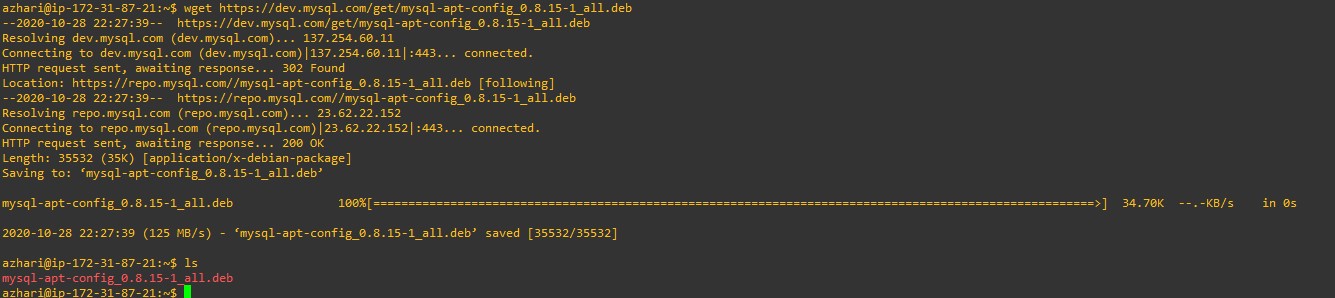 azhari@ip-172-31-87-21:~$ wget https://dev.mysql.com/get/mysql-apt-config_0.8.15-1_all.deb
--2020-10-28 22:27:39--  https://dev.mysql.com/get/mysql-apt-config_0.8.15-1_all.deb
Resolving dev.mysql.com (dev.mysql.com)... 137.254.60.11
Connecting to dev.mysql.com (dev.mysql.com)|137.254.60.11|:443... connected.
HTTP request sent, awaiting response... 302 Found
Location: https://repo.mysql.com//mysql-apt-config_0.8.15-1_all.deb [following]
--2020-10-28 22:27:39--  https://repo.mysql.com//mysql-apt-config_0.8.15-1_all.deb
Resolving repo.mysql.com (repo.mysql.com)... 23.62.22.152
Connecting to repo.mysql.com (repo.mysql.com)|23.62.22.152|:443... connected.
HTTP request sent, awaiting response... 200 OK
Length: 35532 (35K) [application/x-debian-package]
Saving to: ‘mysql-apt-config_0.8.15-1_all.deb’
mysql-apt-config_0.8.15-1_all.deb               100%[=======================================================================================================>]  34.70K  --.-KB/s    in 0s
2020-10-28 22:27:39 (125 MB/s) - ‘mysql-apt-config_0.8.15-1_all.deb’ saved [35532/35532]
azhari@ip-172-31-87-21:~$ ls
mysql-apt-config_0.8.15-1_all.deb
azhari@ip-172-31-87-21:~$